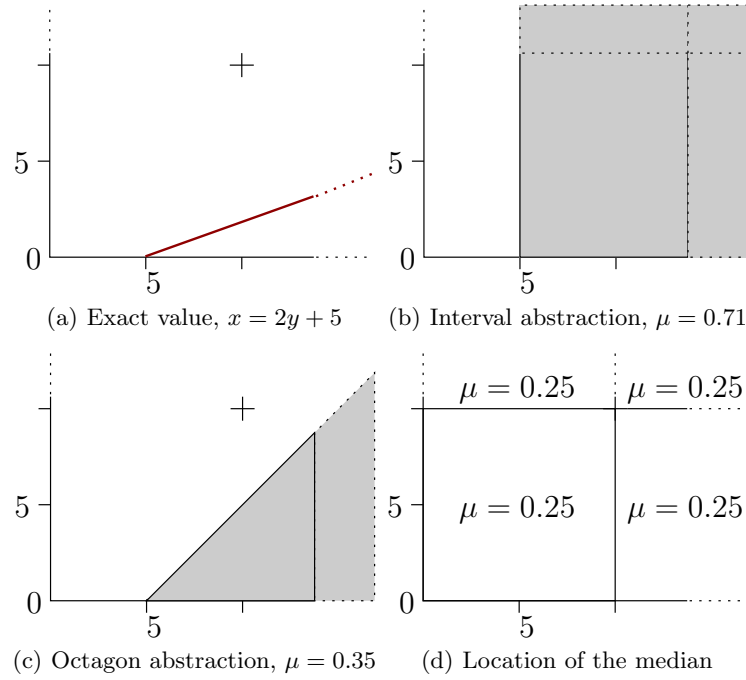 5
0
5
(a) Exact value, x = 2y + 5
5
0
5
(b) Interval abstraction, μ = 0.71
5
0
5
(c) Octagon abstraction, μ = 0.35
μ = 0.25 μ = 0.25
5 μ = 0.25 μ = 0.25
0
5
(d) Location of the median